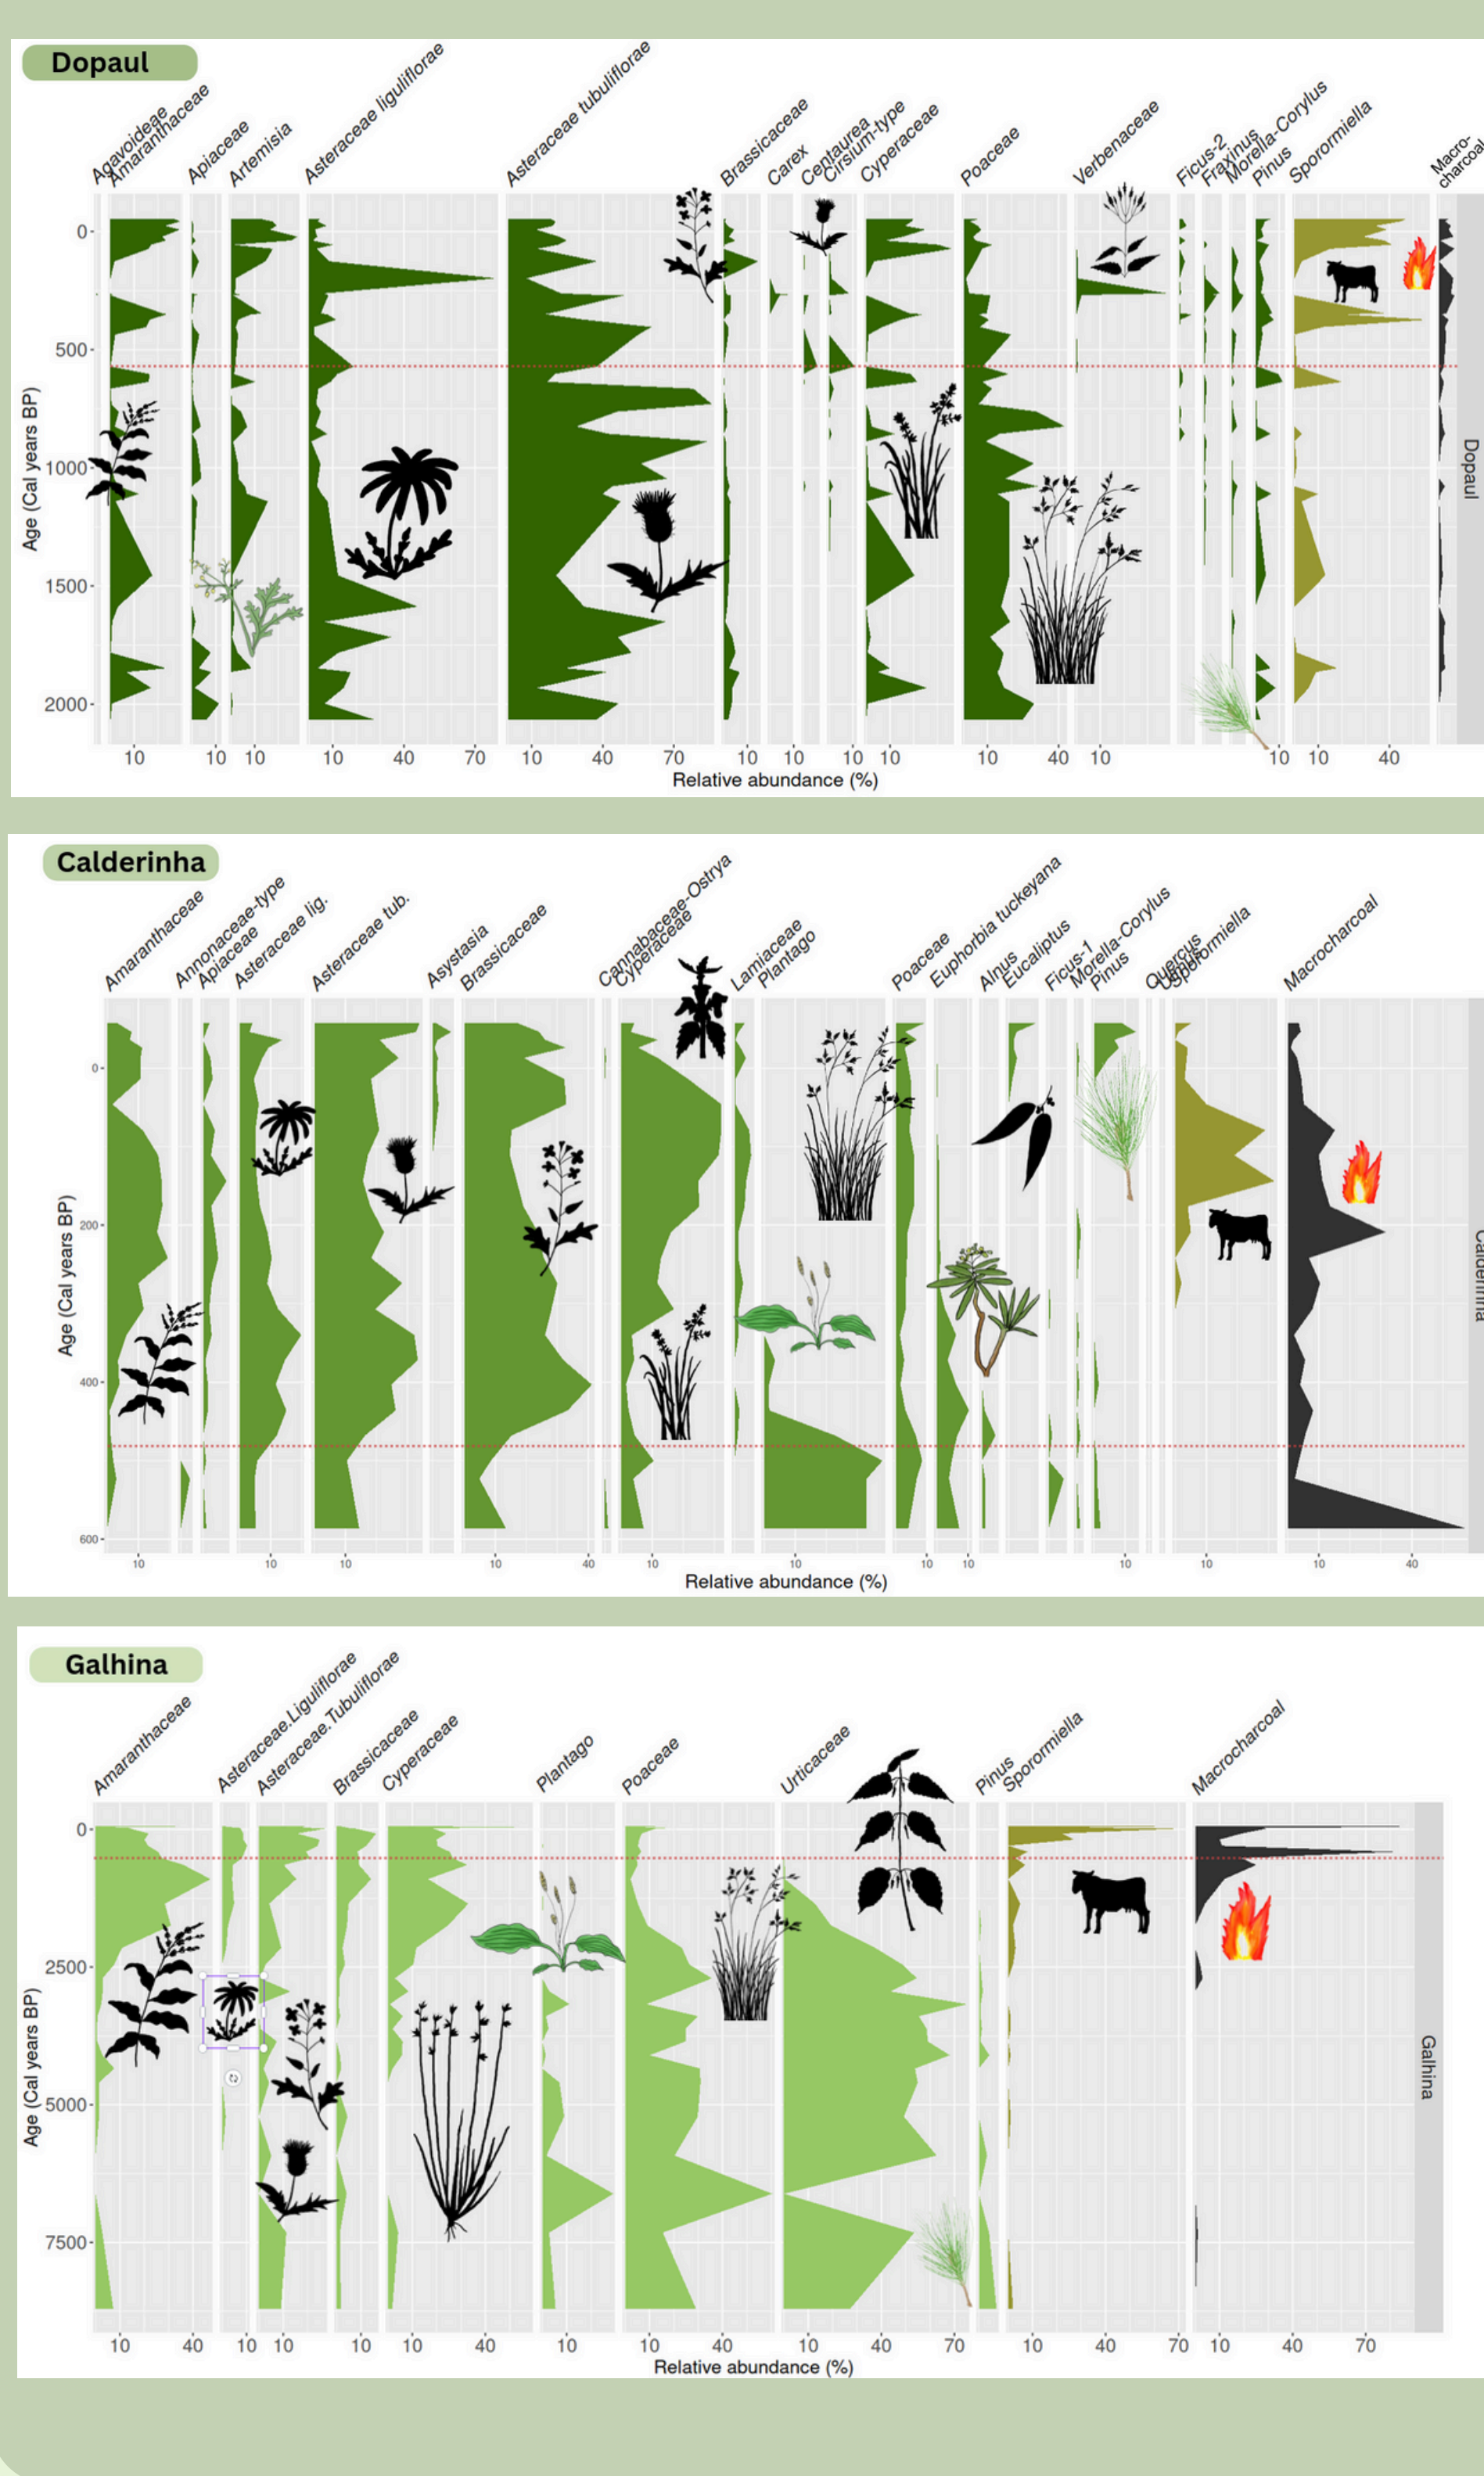 Dopaul
Agavoideae
Amaranthaceae
Apiaceae
Artemisia
Asteraceae liguliflorae
Asteraceae tubuliflorae
Brassicaceae
Carex
Centaurea
Cirsium-type
Cyperaceae
Poaceae
Verbenaceae
Ficus-2
Fraxinus
Morella-Corylus
Pinus
Sporormiella
Macro-
charcoal
Age (Cal years BP)
0
500
1000
1500
2000
Dopaul
10 10 10 10 40 70 10 40 70 10 10 10 10 10 40 10 10 10 40
Relative abundance (%)
Calderinha
Amaranthaceae
Annonaceae-type
Apiaceae
Asteraceae lig.
Asteraceae tub.
Asystasia
Brassicaceae
Cannabaceae-Ostrya
Cyperaceae
Lamiaceae
Plantago
Poaceae
Euphorbia tuckeyana
Alnus
Eucaliptus
Ficus-1
Morella-Corylus
Pinus
Quercus
Sporormiella
Macrocharcoal
Age (Cal years BP)
0
200
400
600
Calderinha
10 10 10 10 40 10 10 10 10 10 10 10 40
Relative abundance (%)
Galhina
Amaranthaceae
Asteraceae.Liguliflorae
Asteraceae.Tubuliflorae
Brassicaceae
Cyperaceae
Plantago
Poaceae
Urticaceae
Pinus
Sporormiella
Macrocharcoal
Age (Cal years BP)
0
2500
5000
7500
Galhina
10 40 10 10 10 10 40 10 10 40 10 40 70 10 40 70 10 40 70
Relative abundance (%)